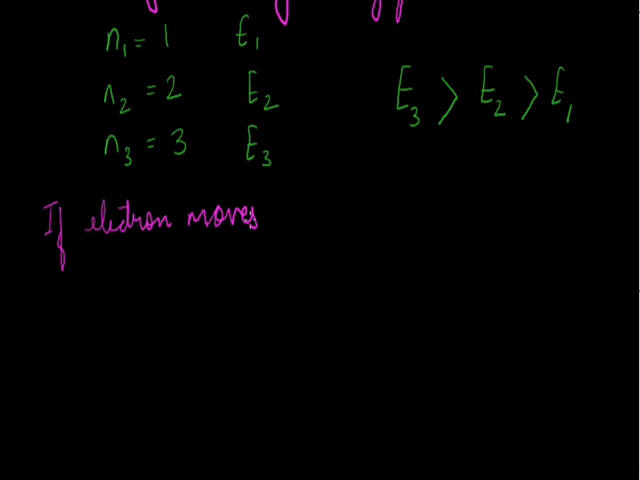 n₁ = 1 E₁
n₂ = 2 E₂ E₃ > E₂ > E₁
n₃ = 3 E₃
If electron moves